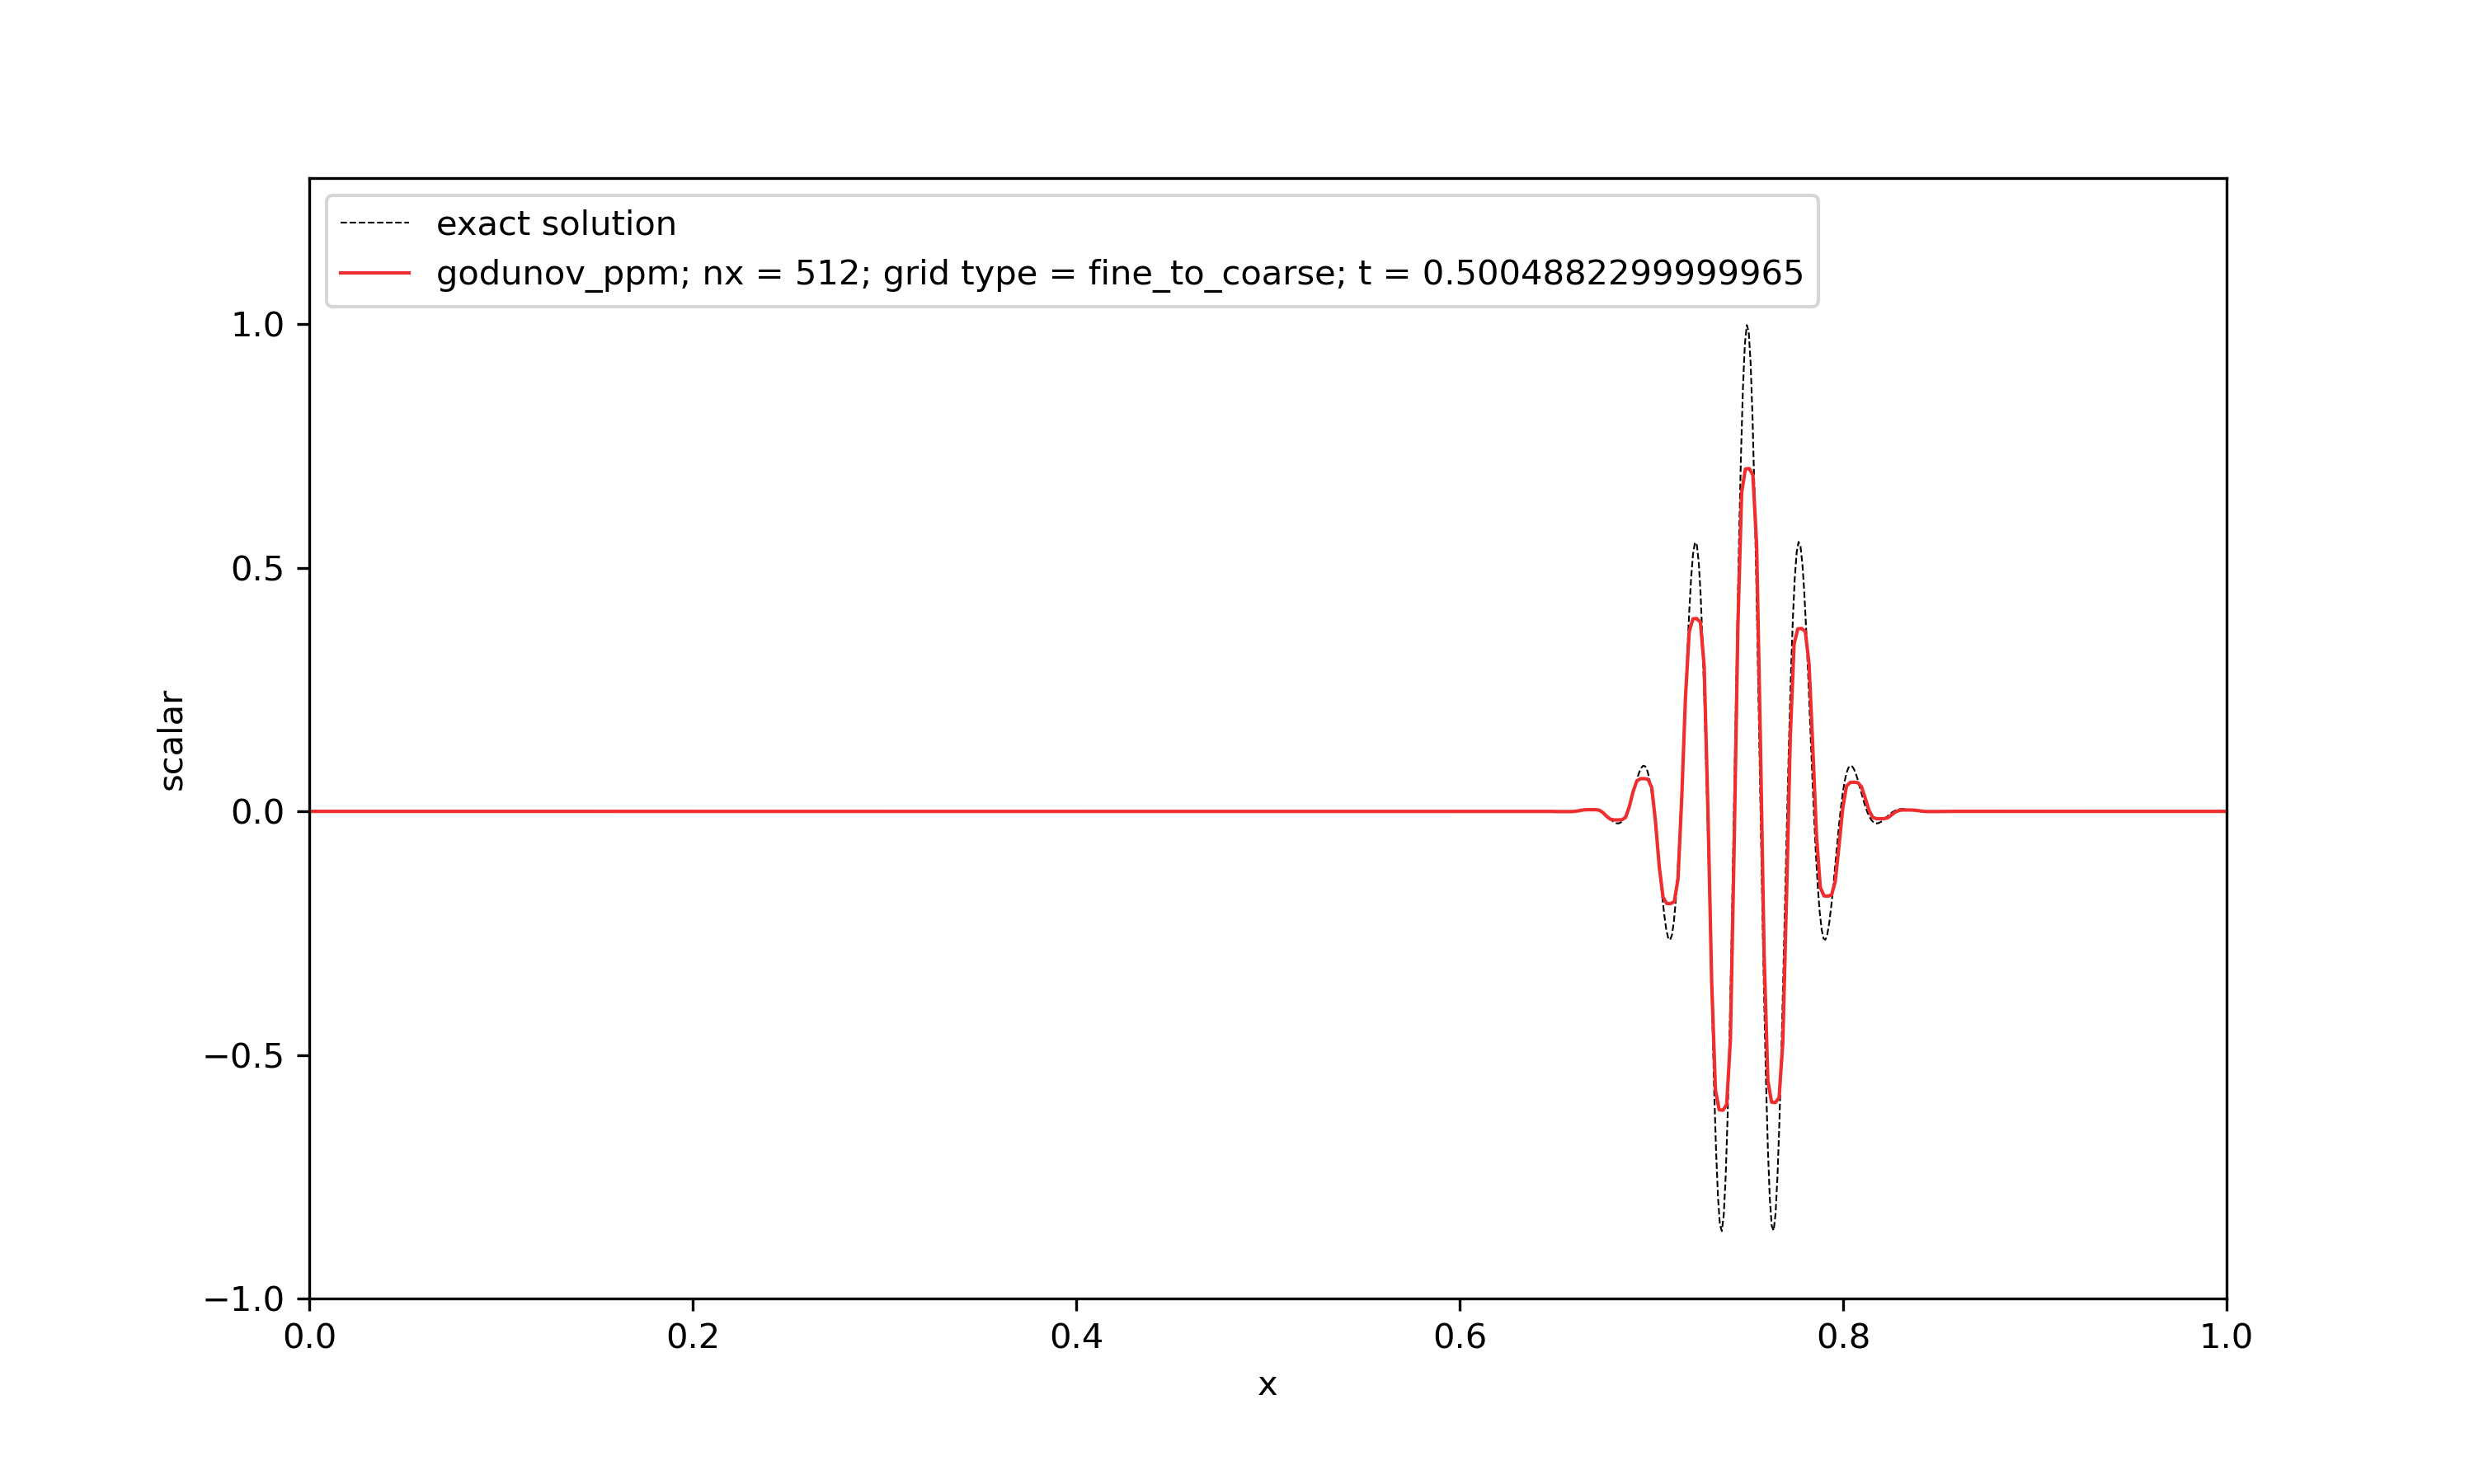 exact solution
godunov_ppm; nx = 512; grid type = fine_to_coarse; t = 0.5004882299999965
1.0
0.5
0.0
−0.5
−1.0
scalar
0.0 0.2 0.4 0.6 0.8 1.0
x